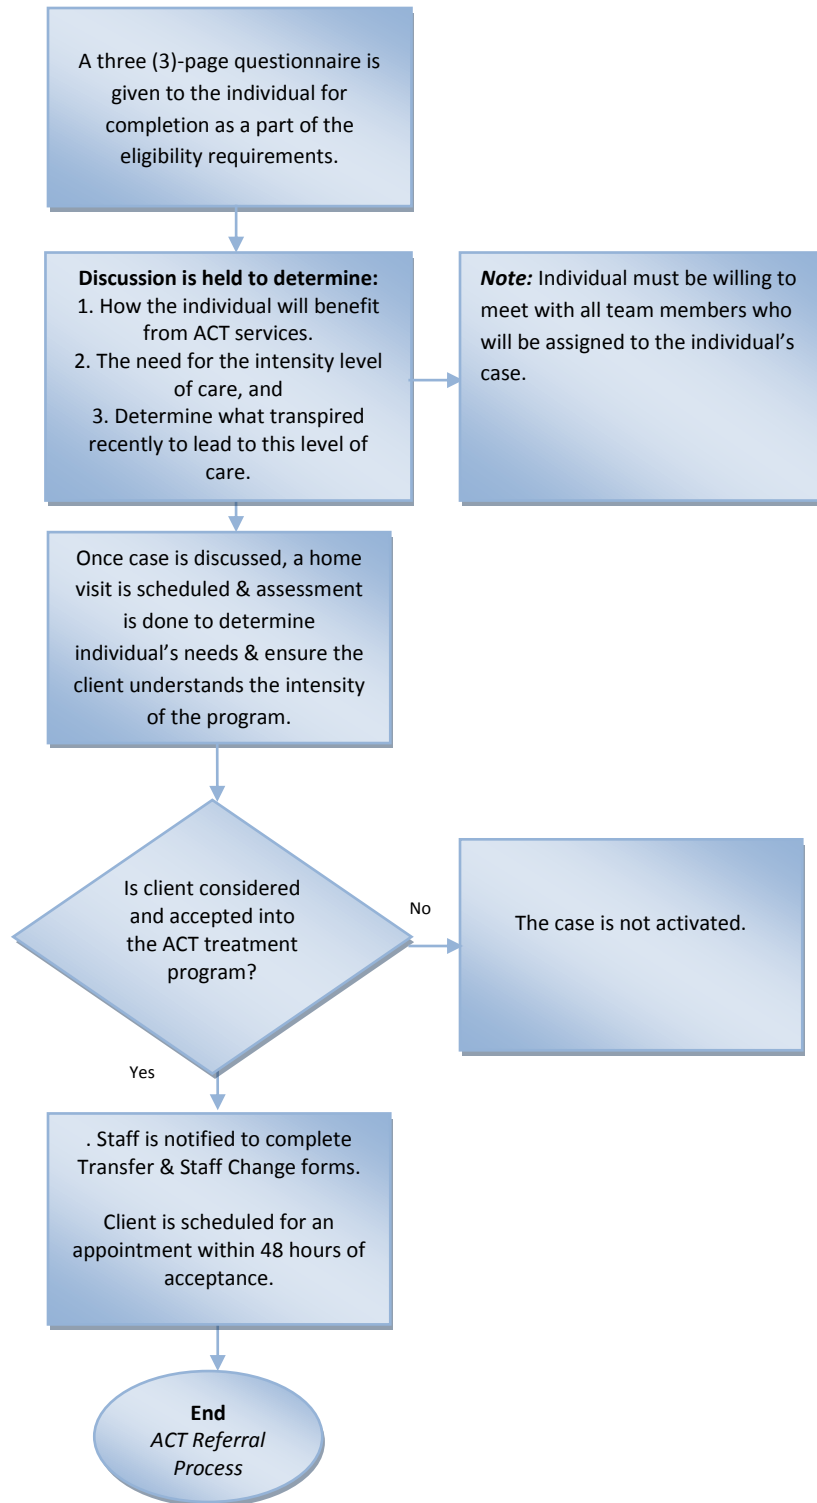 A three (3)-page questionnaire is
given to the individual for
completion as a part of the
eligibility requirements.
Discussion is held to determine:
1. How the individual will benefit
from ACT services.
2. The need for the intensity level
of care, and
3. Determine what transpired
recently to lead to this level of
care.
Note: Individual must be willing to
meet with all team members who
will be assigned to the individual’s
case.
Once case is discussed, a home
visit is scheduled & assessment
is done to determine
individual’s needs & ensure the
client understands the intensity
of the program.
Is client considered
and accepted into
the ACT treatment
program?
No
The case is not activated.
Yes
. Staff is notified to complete
Transfer & Staff Change forms.
Client is scheduled for an
appointment within 48 hours of
acceptance.
End
ACT Referral
Process